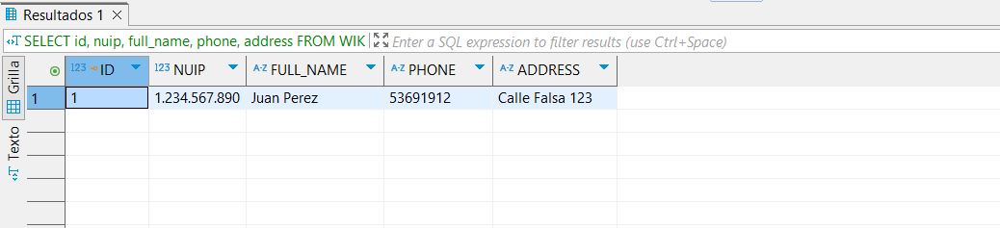 Resultados 1
SELECT id, nuip, full_name, phone, address FROM WIK Enter a SQL expression to filter results (use Ctrl+Space)
Grilla
Texto
123 ID 123 NUIP A-Z FULL_NAME A-Z PHONE A-Z ADDRESS
1 1 1.234.567.890 Juan Perez 53691912 Calle Falsa 123